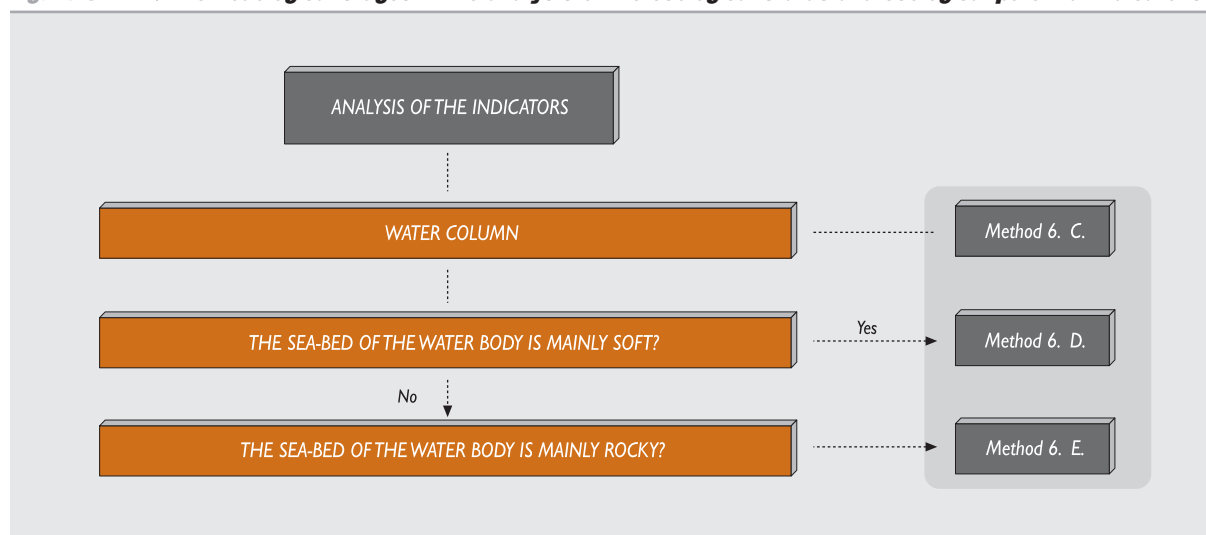 ANALYSIS OF THE INDICATORS
WATER COLUMN
Method 6. C.
THE SEA-BED OF THE WATER BODY IS MAINLY SOFT?
Yes
Method 6. D.
No
THE SEA-BED OF THE WATER BODY IS MAINLY ROCKY?
Method 6. E.